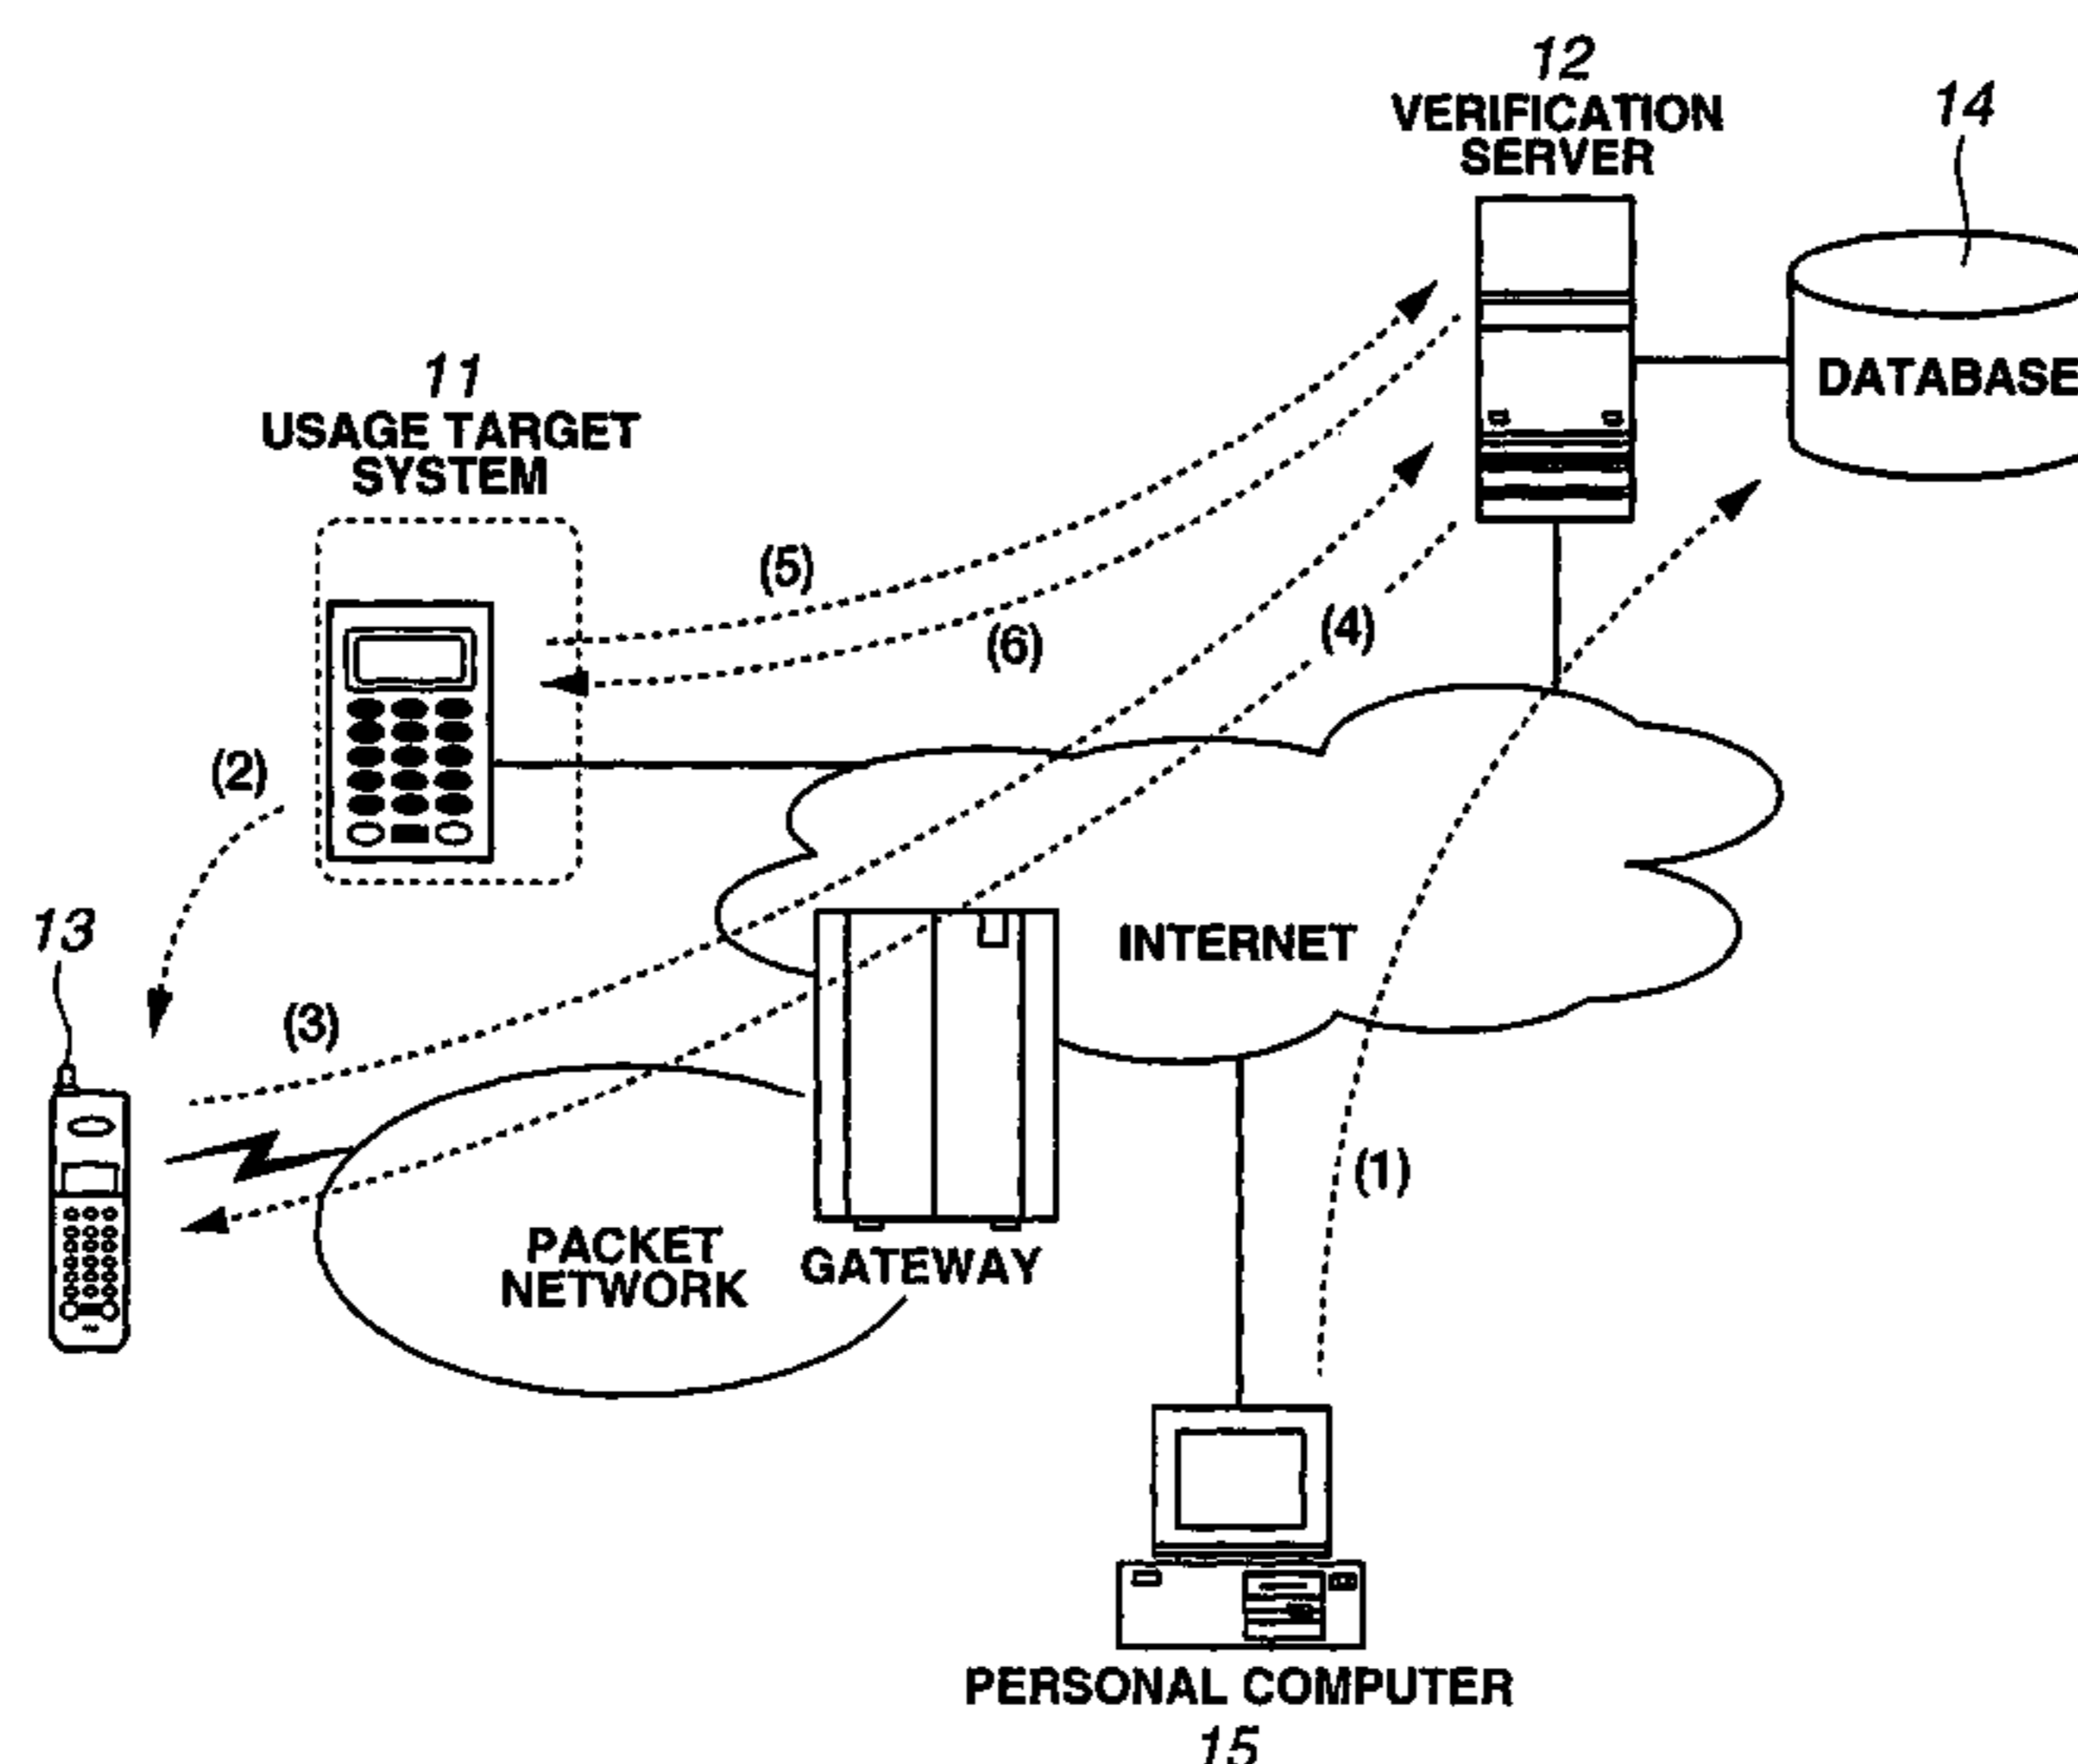 12
VERIFICATION
SERVER
14
DATABASE
11
USAGE TARGET
SYSTEM
(5)
(6)
(4)
(2)
13
(3)
INTERNET
(1)
PACKET
NETWORK
GATEWAY
PERSONAL COMPUTER
15